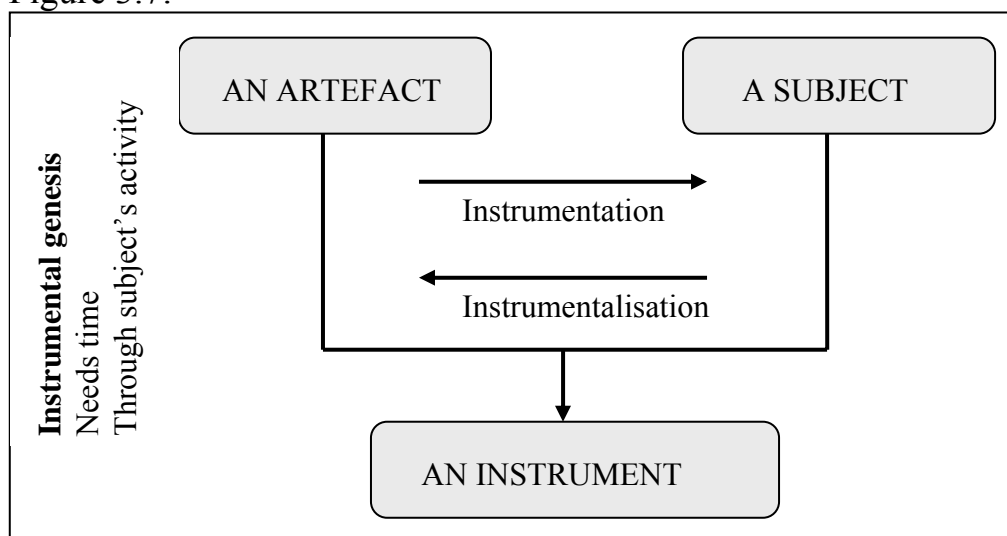 Figure 3.7.
AN ARTEFACT
A SUBJECT
Instrumental genesis
Needs time
Through subject's activity
Instrumentation
Instrumentalisation
AN INSTRUMENT